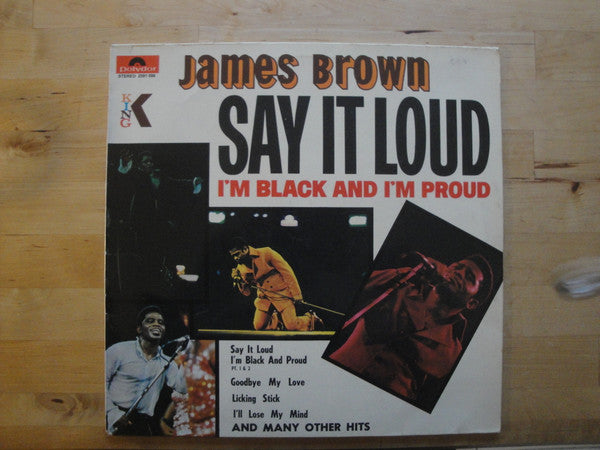 Polydor
James Brown
KING
K
SAY IT LOUD
I'M BLACK AND I'M PROUD
Say It Loud
I'm Black And Proud
PT. 1 & 2
Goodbye My Love
Licking Stick
I'll Lose My Mind
AND MANY OTHER HITS